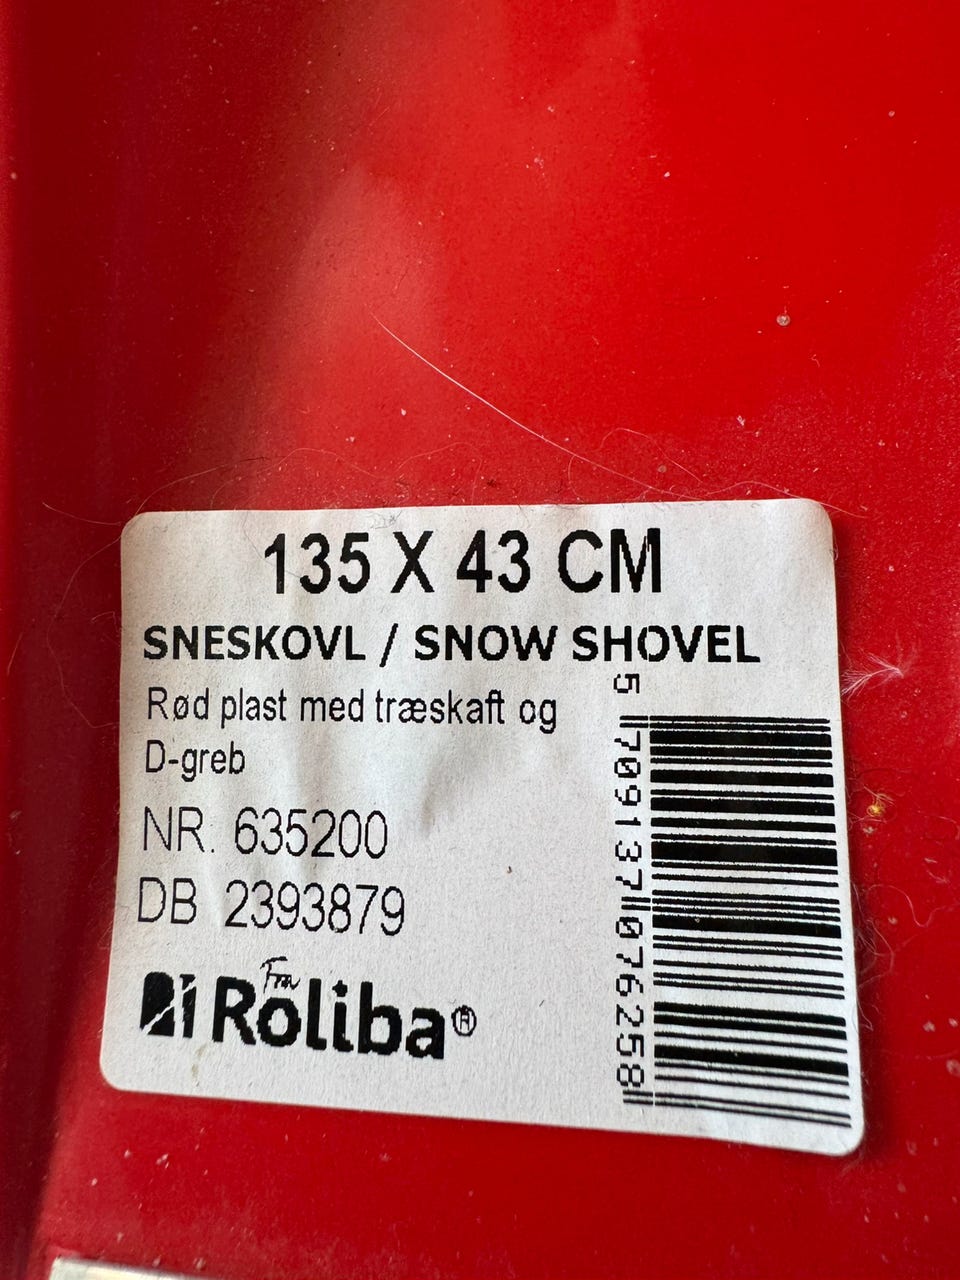 135 X 43 CM
SNESKOVL / SNOW SHOVEL
Rød plast med træskaft og
D-greb
NR. 635200
DB 2393879
Fra
Roliba®
5 709137 076258